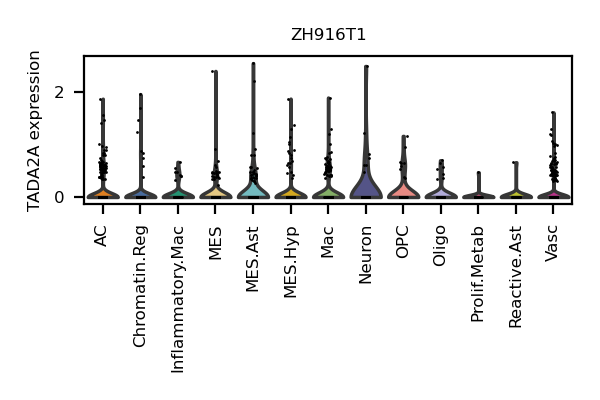 ZH916T1
TADA2A expression
2
0
AC
Chromatin.Reg
Inflammatory.Mac
MES
MES.Ast
MES.Hyp
Mac
Neuron
OPC
Oligo
Prolif.Metab
Reactive.Ast
Vasc